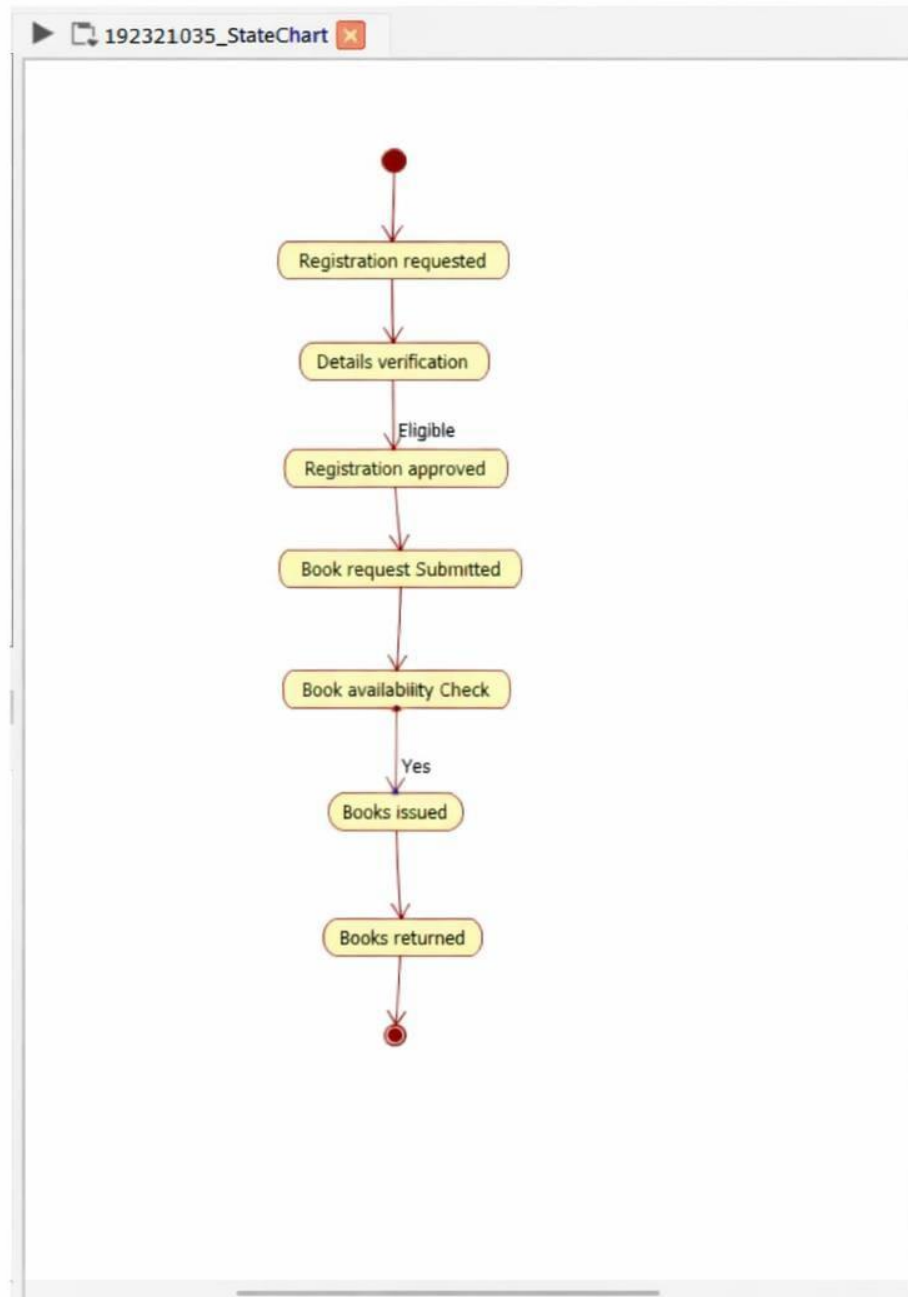 192321035_StateChart
Registration requested
Details verification
Eligible
Registration approved
Book request Submitted
Book availability Check
Yes
Books issued
Books returned